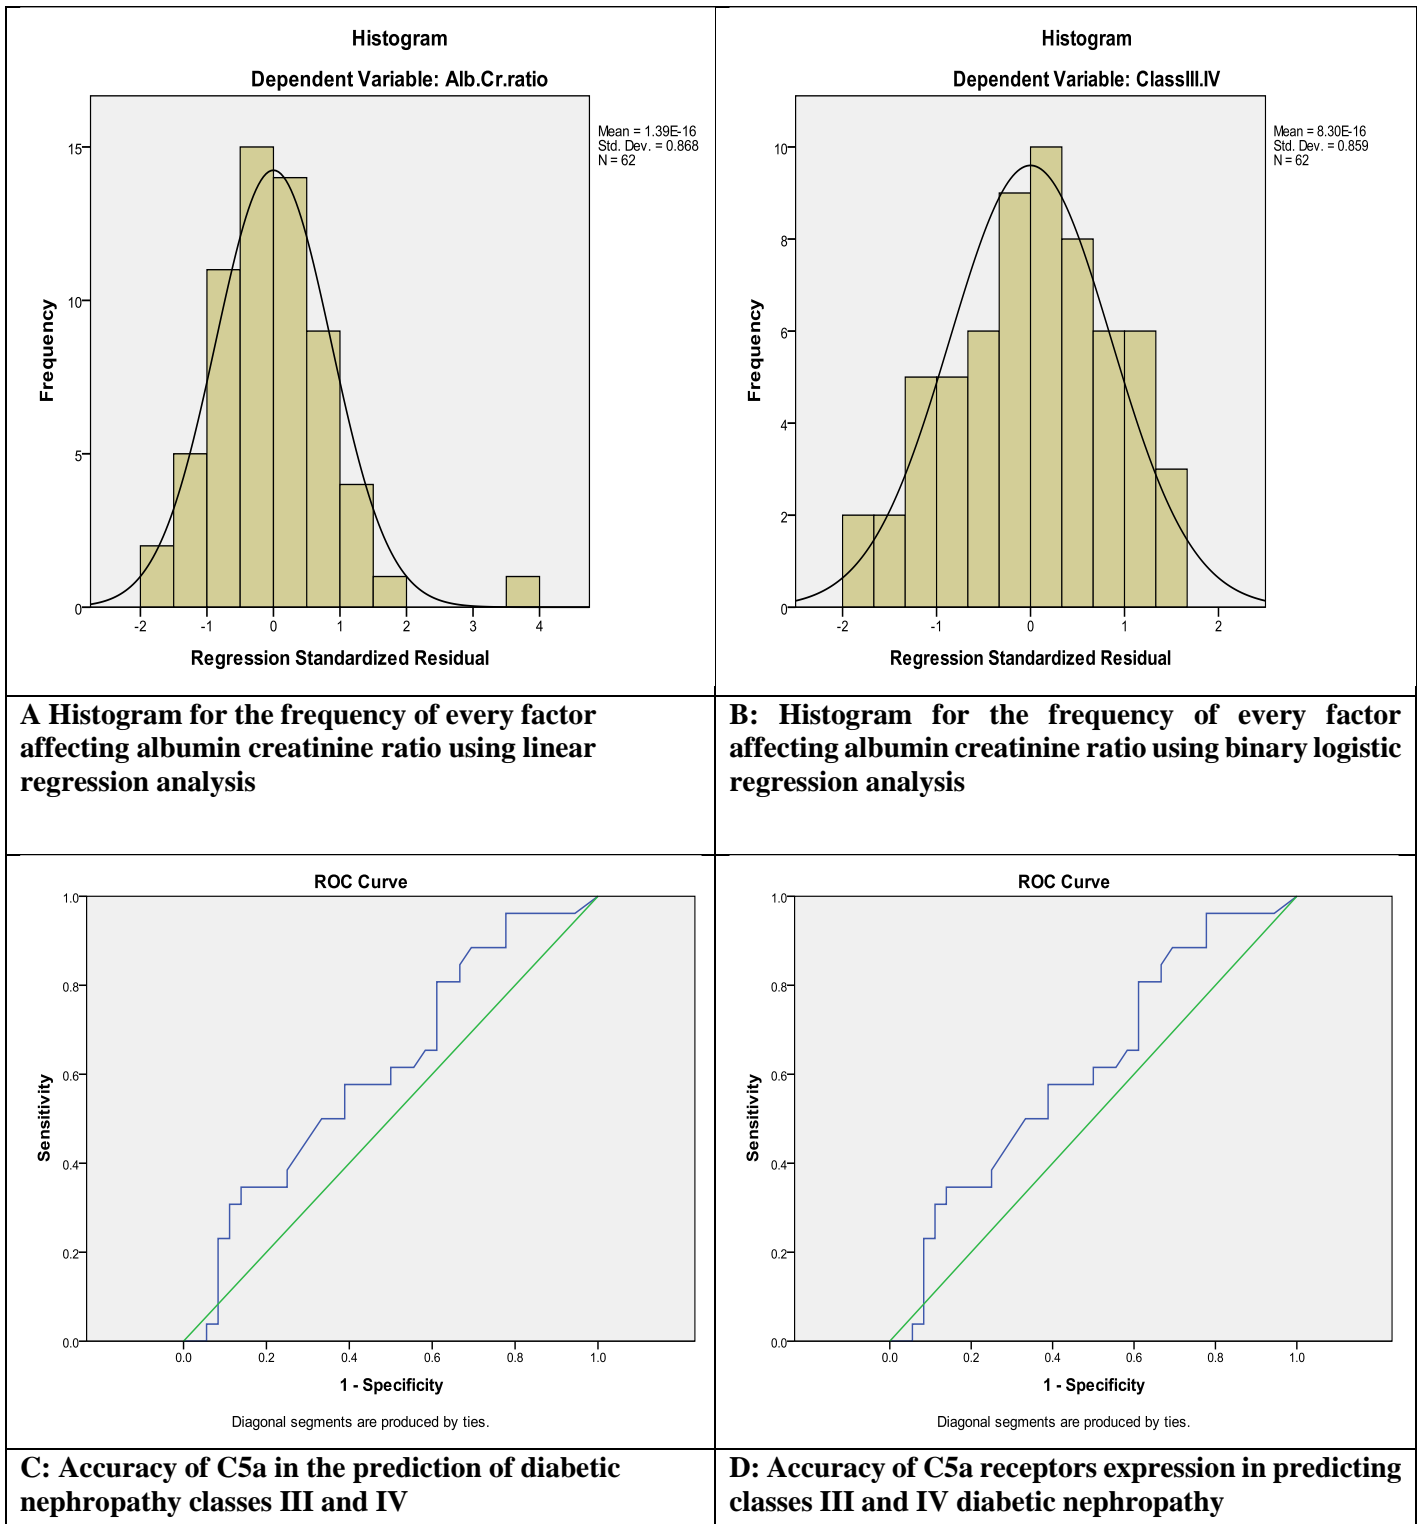 Histogram
Dependent Variable: Alb.Cr.ratio
Mean = 1.39E-16
Std. Dev. = 0.868
N = 62
15
10
5
0
Frequency
-2 -1 0 1 2 3 4
Regression Standardized Residual
Histogram
Dependent Variable: ClassIII.IV
Mean = 8.30E-16
Std. Dev. = 0.859
N = 62
10
8
6
4
2
0
Frequency
-2 -1 0 1 2
Regression Standardized Residual
A Histogram for the frequency of every factor
affecting albumin creatinine ratio using linear
regression analysis
B: Histogram for the frequency of every factor
affecting albumin creatinine ratio using binary logistic
regression analysis
ROC Curve
1.0
0.8
0.6
0.4
0.2
0.0
Sensitivity
0.0 0.2 0.4 0.6 0.8 1.0
1 - Specificity
Diagonal segments are produced by ties.
ROC Curve
1.0
0.8
0.6
0.4
0.2
0.0
Sensitivity
0.0 0.2 0.4 0.6 0.8 1.0
1 - Specificity
Diagonal segments are produced by ties.
C: Accuracy of C5a in the prediction of diabetic
nephropathy classes III and IV
D: Accuracy of C5a receptors expression in predicting
classes III and IV diabetic nephropathy